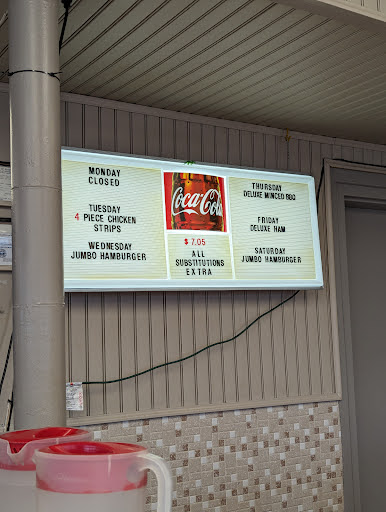 MONDAY
CLOSED
TUESDAY
4 PIECE CHICKEN
STRIPS
WEDNESDAY
JUMBO HAMBURGER
Coca-Cola
$ 7.05
ALL
SUBSTITUTIONS
EXTRA
THURSDAY
DELUXE MINCED BBQ
FRIDAY
DELUXE HAM
SATURDAY
JUMBO HAMBURGER